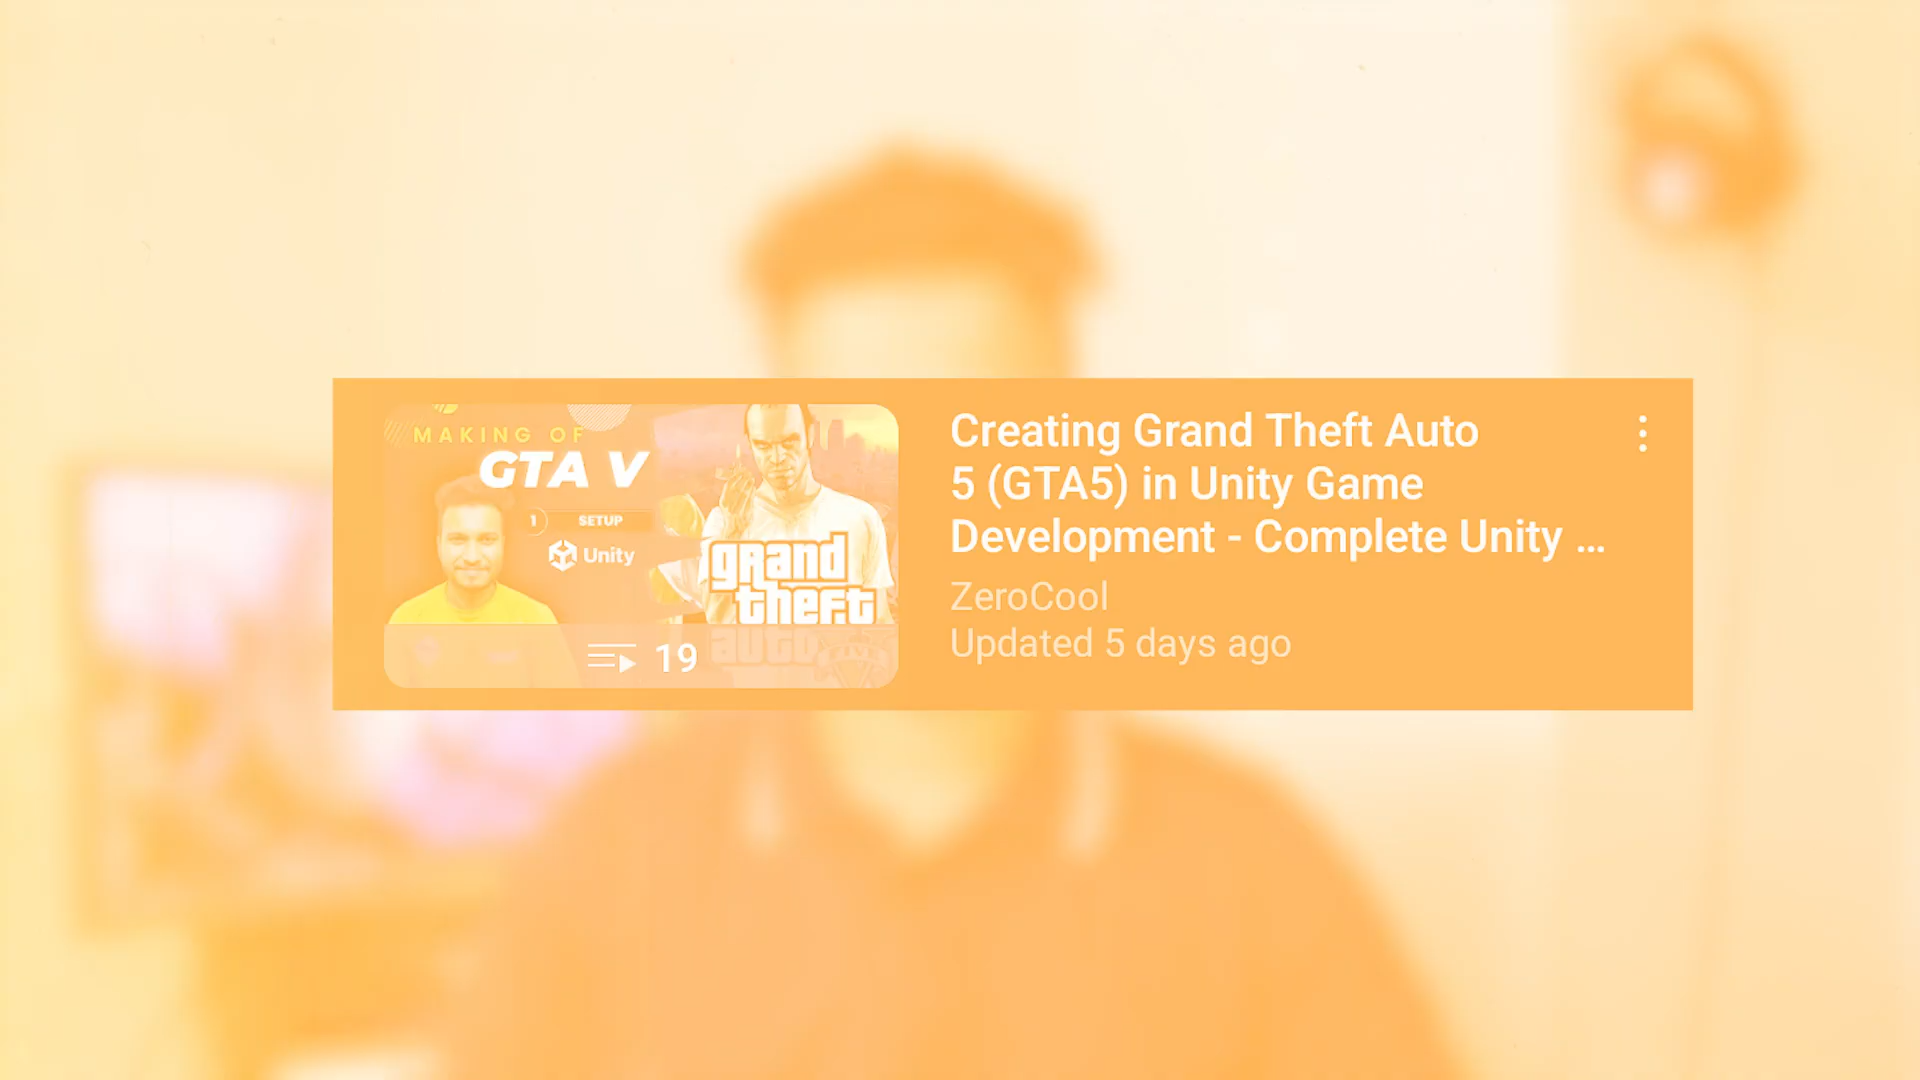 MAKING OF
GTA V
1 SETUP
Unity
grand
theft
auto
19
Creating Grand Theft Auto
5 (GTA5) in Unity Game
Development - Complete Unity ...
ZeroCool
Updated 5 days ago